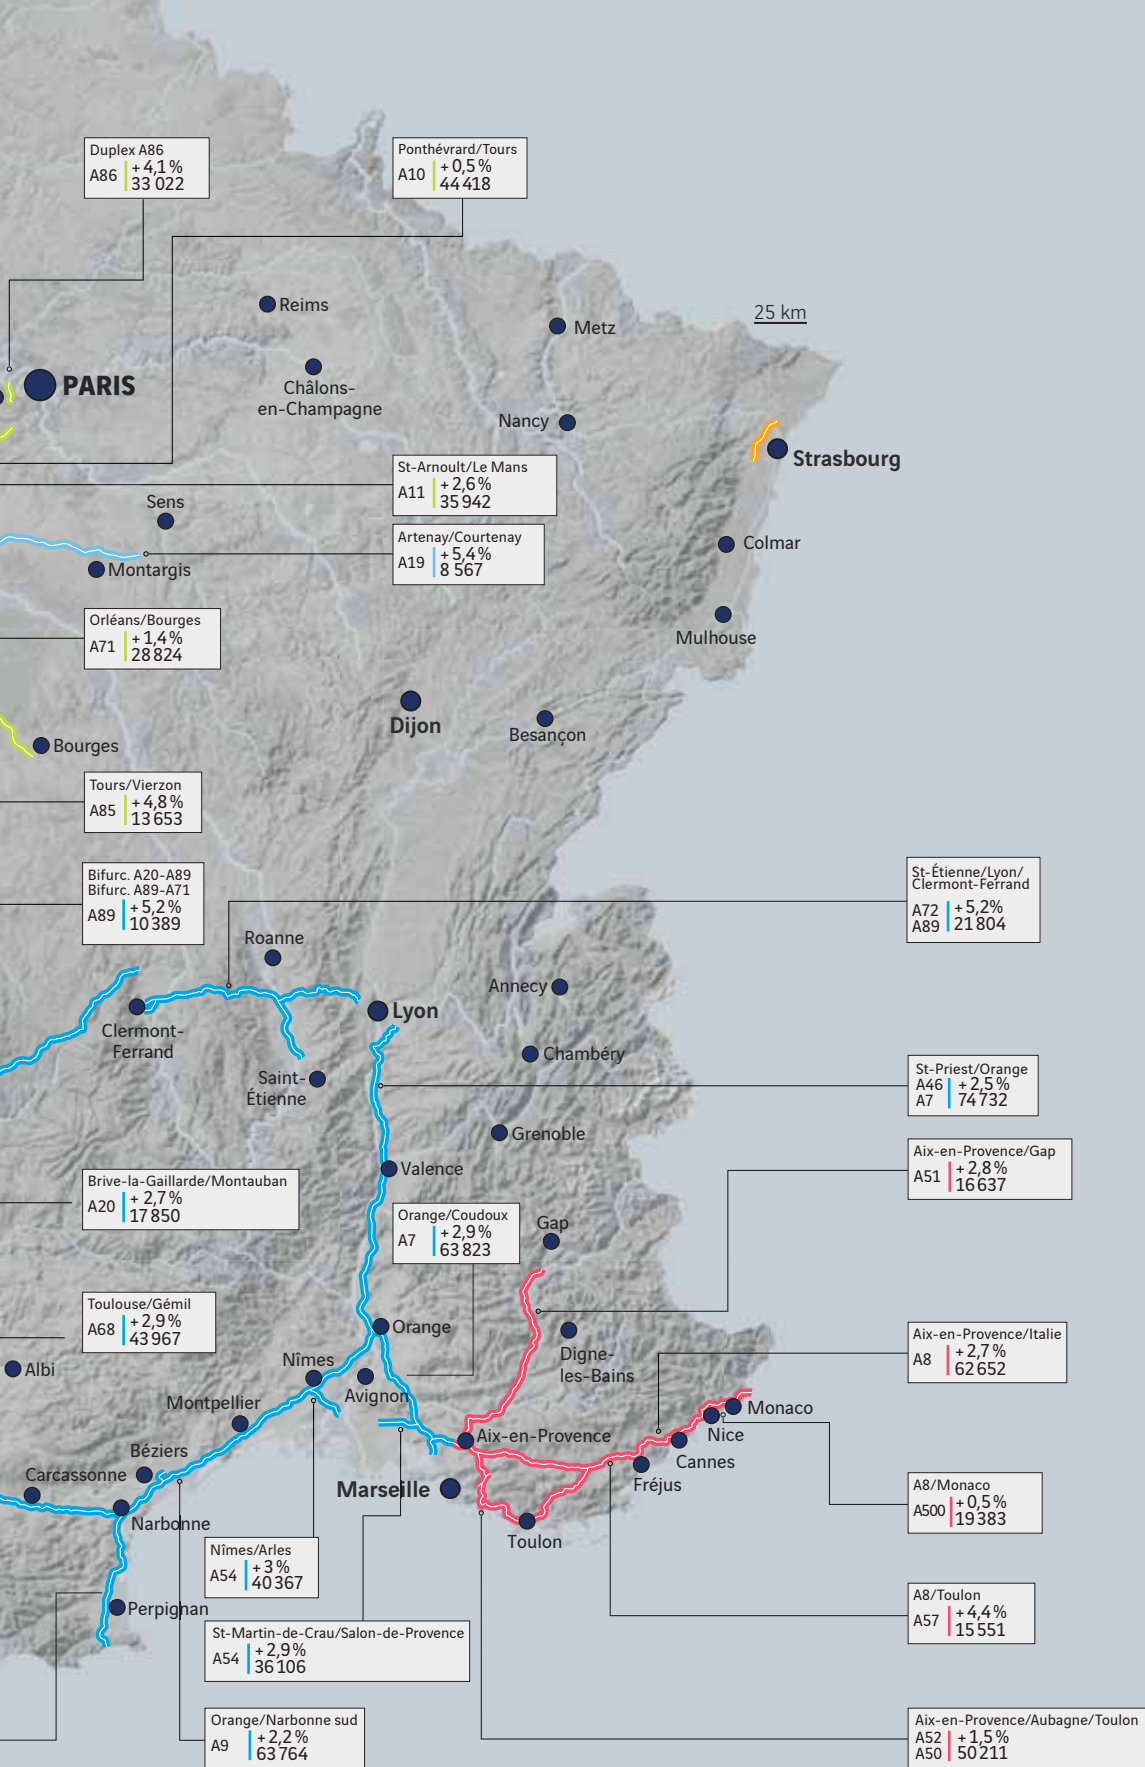 Duplex A86
A86 + 4,1 %
33 022
Ponthévrard/Tours
A10 + 0,5 %
44 418
Reims
Metz
25 km
PARIS
Châlons-
en-Champagne
Nancy
Strasbourg
St-Arnoult/Le Mans
A11 + 2,6 %
35 942
Sens
Artenay/Courtenay
A19 + 5,4 %
8 567
Colmar
Montargis
Orléans/Bourges
A71 + 1,4 %
28 824
Mulhouse
Dijon
Besançon
Bourges
Tours/Vierzon
A85 + 4,8 %
13 653
Bifurc. A20-A89
Bifurc. A89-A71
A89 + 5,2 %
10 389
St-Étienne/Lyon/
Clermont-Ferrand
A72 + 5,2%
A89 21 804
Roanne
Annecy
Lyon
Clermont-
Ferrand
Chambéry
Saint-
Étienne
St-Priest/Orange
A46 + 2,5 %
A7 74 732
Grenoble
Aix-en-Provence/Gap
A51 + 2,8 %
16 637
Valence
Brive-la-Gaillarde/Montauban
A20 + 2,7 %
17 850
Orange/Coudoux
A7 + 2,9 %
63 823
Gap
Toulouse/Gémil
A68 + 2,9 %
43 967
Orange
Aix-en-Provence/Italie
A8 + 2,7 %
62 652
Digne-
les-Bains
Albi
Nîmes
Avignon
Montpellier
Monaco
Nice
Aix-en-Provence
Cannes
Béziers
Carcassonne
Fréjus
Marseille
A8/Monaco
A500 + 0,5 %
19 383
Narbonne
Toulon
Nîmes/Arles
A54 + 3 %
40 367
Perpignan
A8/Toulon
A57 + 4,4 %
15 551
St-Martin-de-Crau/Salon-de-Provence
A54 + 2,9 %
36 106
Orange/Narbonne sud
A9 + 2,2 %
63 764
Aix-en-Provence/Aubagne/Toulon
A52 + 1,5 %
A50 50 211